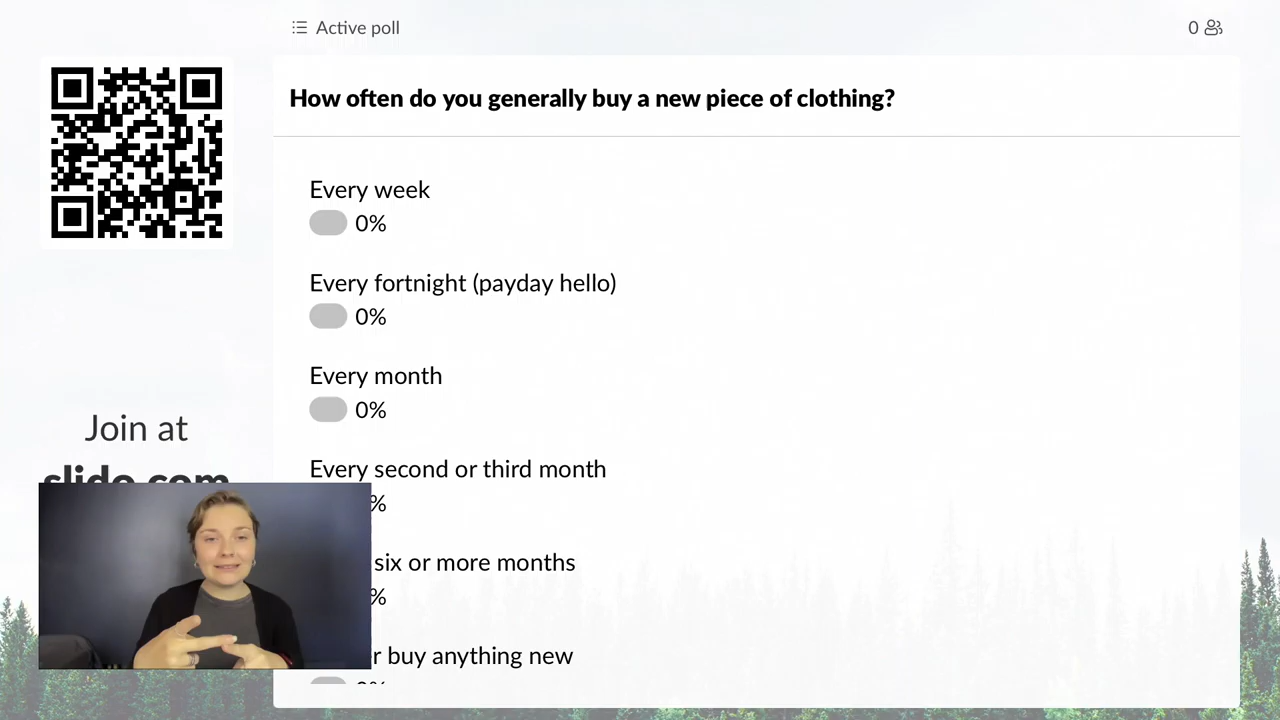 Active poll
0
How often do you generally buy a new piece of clothing?
Every week
0%
Every fortnight (payday hello)
0%
Every month
0%
Join at
slido.com
Every second or third month
%
six or more months
%
buy anything new